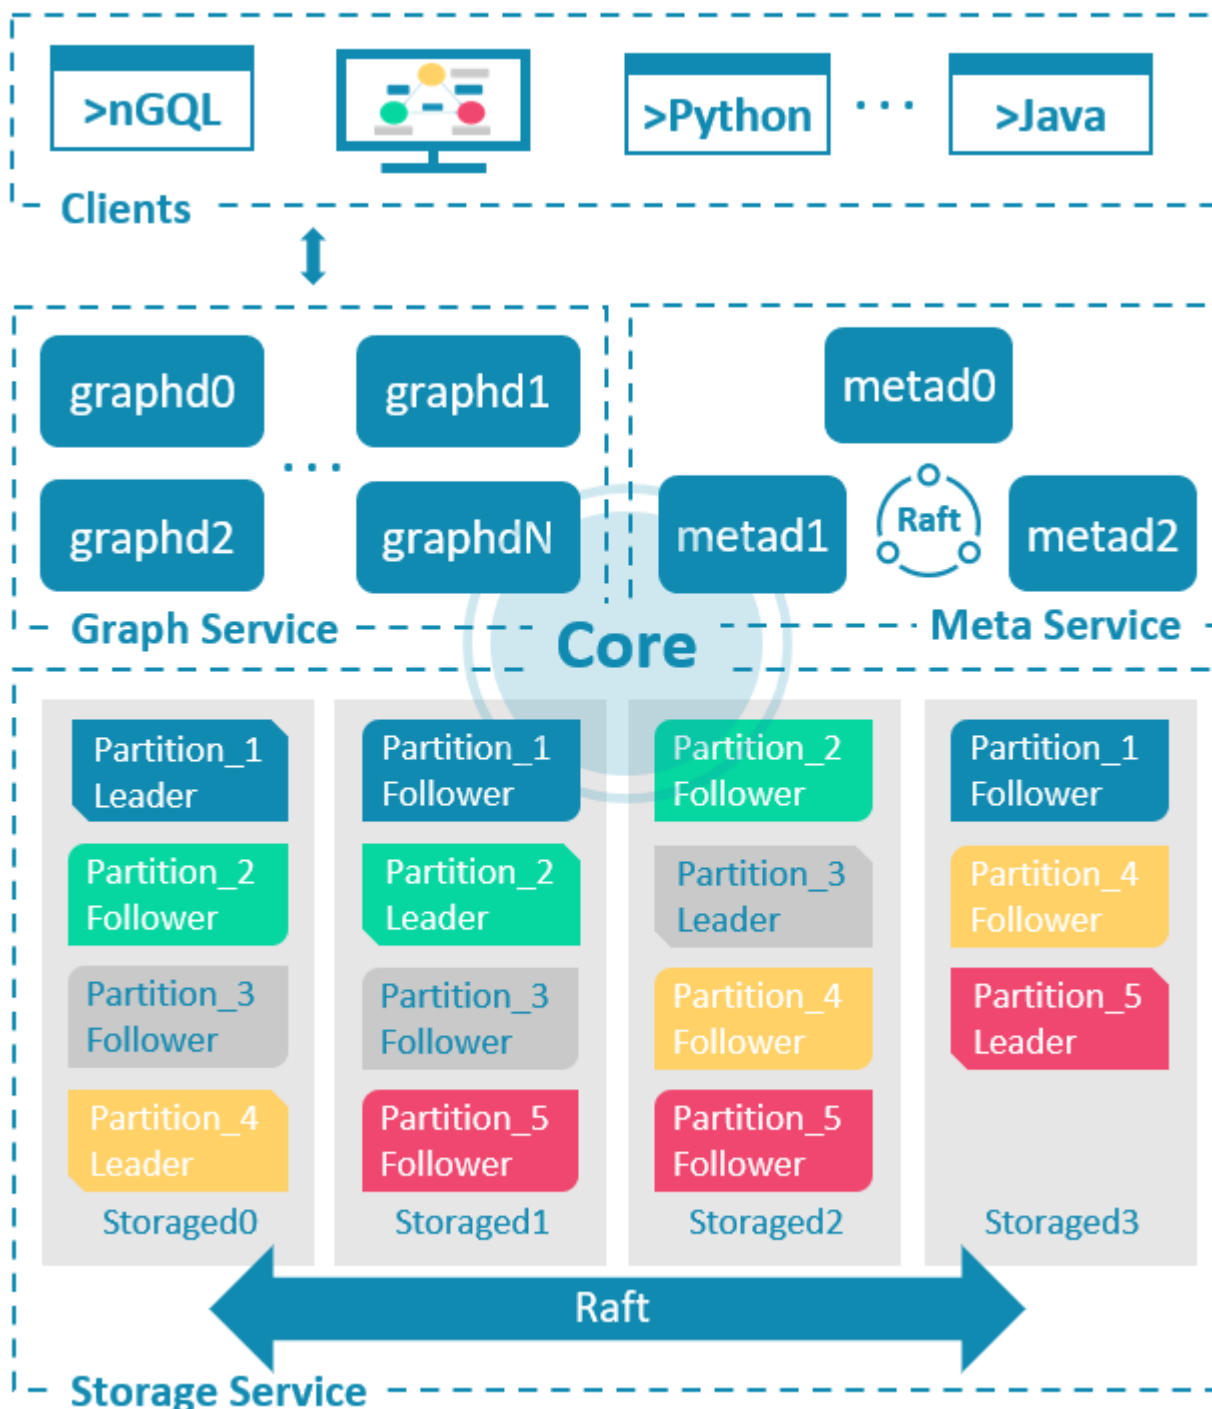 >nGQL
>Python
...
>Java
Clients
graphd0
graphd1
...
graphd2
graphdN
Graph Service
metad0
metad1
Raft
metad2
Meta Service
Core
Partition_1
Leader
Partition_2
Follower
Partition_3
Follower
Partition_4
Leader
Storaged0
Partition_1
Follower
Partition_2
Leader
Partition_3
Follower
Partition_5
Follower
Storaged1
Partition_2
Follower
Partition_3
Leader
Partition_4
Follower
Partition_5
Follower
Storaged2
Partition_1
Follower
Partition_4
Follower
Partition_5
Leader
Storaged3
Raft
Storage Service